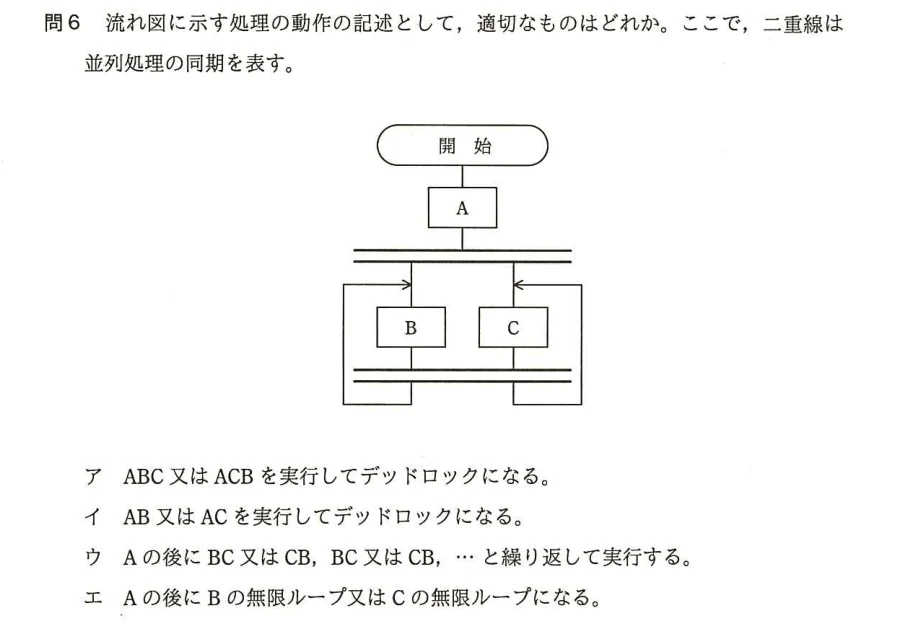 問6 流れ図に示す処理の動作の記述として，適切なものはどれか。ここで，二重線は
並列処理の同期を表す。
開 始
A
B C
ア ABC 又は ACB を実行してデッドロックになる。
イ AB 又は AC を実行してデッドロックになる。
ウ A の後に BC 又は CB，BC 又は CB，… と繰り返して実行する。
エ A の後に B の無限ループ又は C の無限ループになる。